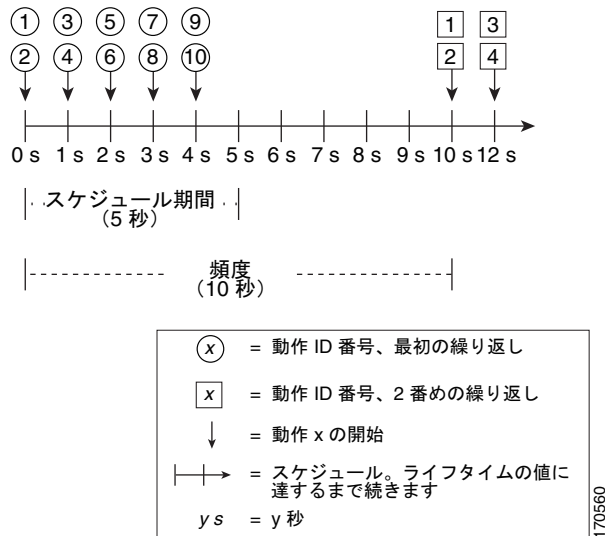 ① ③ ⑤ ⑦ ⑨ 1 3
② ④ ⑥ ⑧ ⑩ 2 4
0 s 1 s 2 s 3 s 4 s 5 s 6 s 7 s 8 s 9 s 10 s 12 s
スケジュール期間
（5 秒）
頻度
（10 秒）
x = 動作 ID 番号、最初の繰り返し
x = 動作 ID 番号、2 番めの繰り返し
= 動作 x の開始
= スケジュール。ライフタイムの値に
達するまで続きます
y s = y 秒
170560